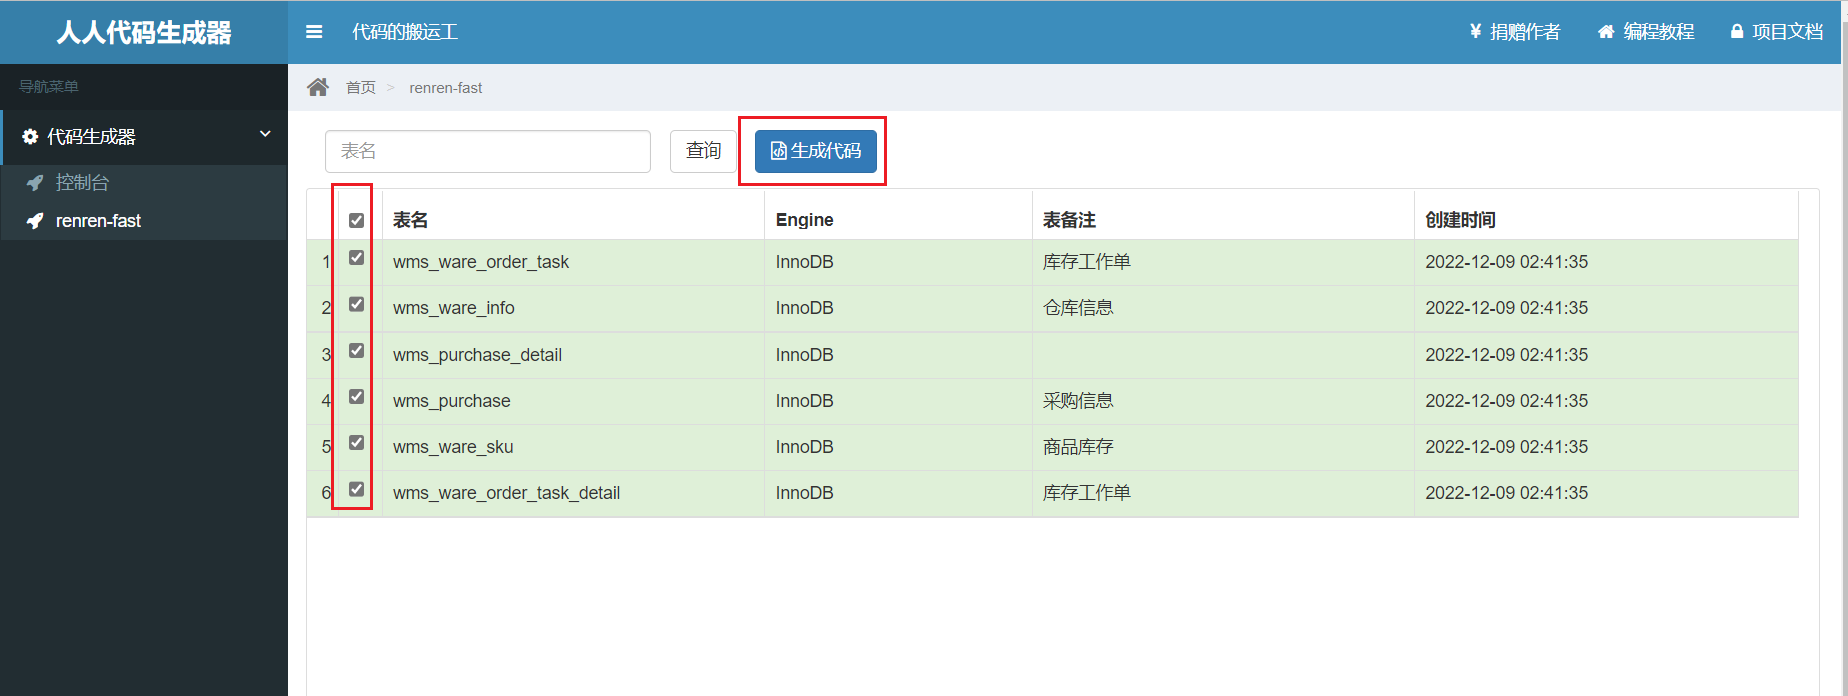 人人代码生成器
代码的搬运工
¥ 捐赠作者
编程教程
项目文档
导航菜单
首页 > renren-fast
代码生成器
控制台
renren-fast
表名
查询
生成代码
表名 Engine 表备注 创建时间
1 wms_ware_order_task InnoDB 库存工作单 2022-12-09 02:41:35
2 wms_ware_info InnoDB 仓库信息 2022-12-09 02:41:35
3 wms_purchase_detail InnoDB 2022-12-09 02:41:35
4 wms_purchase InnoDB 采购信息 2022-12-09 02:41:35
5 wms_ware_sku InnoDB 商品库存 2022-12-09 02:41:35
6 wms_ware_order_task_detail InnoDB 库存工作单 2022-12-09 02:41:35